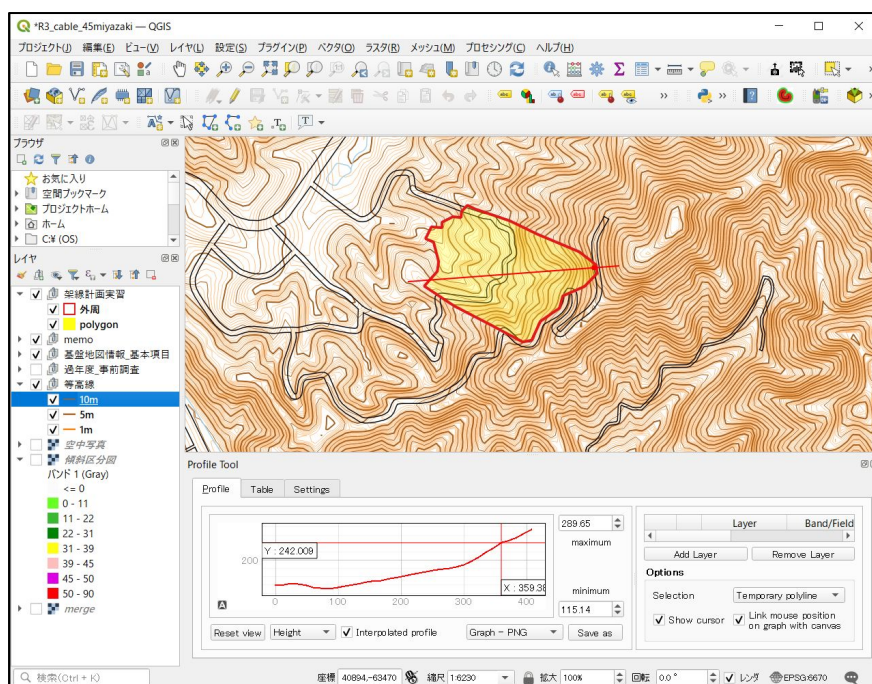 *R3_cable_45miyazaki — QGIS
プロジェクト(J) 編集(E) ビュー(V) レイヤ(L) 設定(S) プラグイン(P) ベクタ(O) ラスタ(R) メッシュ(M) プロセシング(C) ヘルプ(H)
ブラウザ
お気に入り
空間ブックマーク
プロジェクトホーム
ホーム
C:¥ (OS)
レイヤ
架線計画実習
外周
polygon
memo
基盤地図情報_基本項目
過年度_事前調査
等高線
10m
5m
1m
空中写真
傾斜区分図
バンド 1 (Gray)
<= 0
0 - 11
11 - 22
22 - 31
31 - 39
39 - 45
45 - 50
50 - 90
merge
Profile Tool
Profile Table Settings
Y : 242.009
200
X : 359.38
0 100 200 300 400
289.65
maximum
minimum
115.14
Reset view Height Interpolated profile Graph - PNG Save as
Layer Band/Field
Add Layer Remove Layer
Options
Selection Temporary polyline
Show cursor Link mouse position on graph with canvas
検索(Ctrl + K) 座標 40894,-63470 縮尺 1:6230 拡大 100% 回転 0.0 ° レンダ EPSG:6670